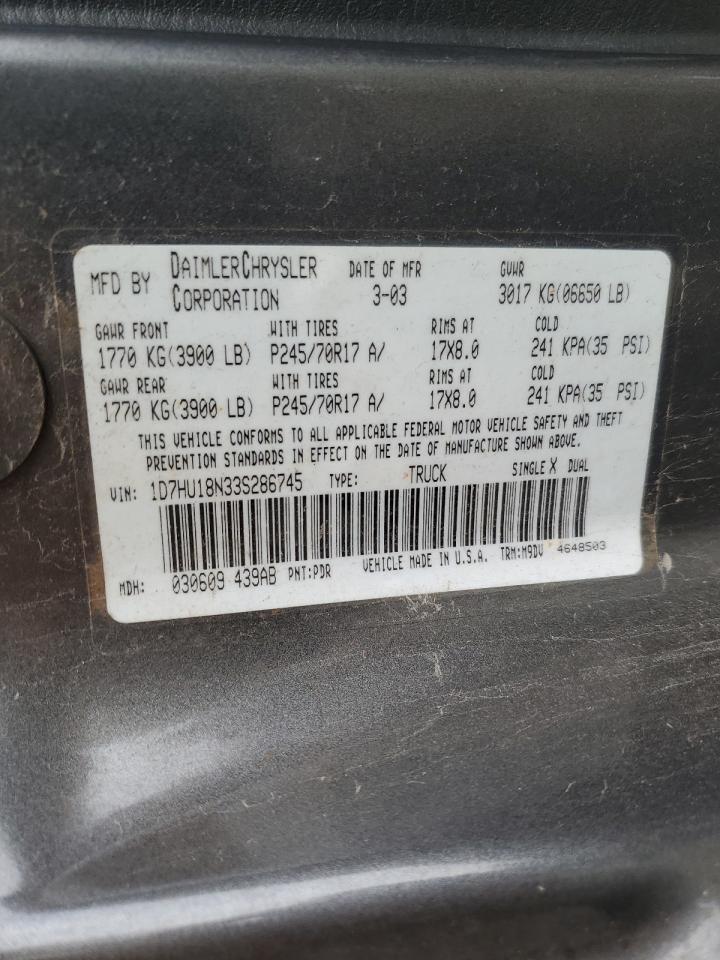 MFD BY DAIMLERCHRYSLER CORPORATION DATE OF MFR 3-03 GVWR 3017 KG(06650 LB)
GAWR FRONT WITH TIRES RIMS AT COLD
1770 KG(3900 LB) P245/70R17 A/ 17X8.0 241 KPA(35 PSI)
GAWR REAR WITH TIRES RIMS AT COLD
1770 KG(3900 LB) P245/70R17 A/ 17X8.0 241 KPA(35 PSI)
THIS VEHICLE CONFORMS TO ALL APPLICABLE FEDERAL MOTOR VEHICLE SAFETY AND THEFT
PREVENTION STANDARDS IN EFFECT ON THE DATE OF MANUFACTURE SHOWN ABOVE.
VIN: 1D7HU18N33S286745 TYPE: TRUCK SINGLE X DUAL
MDH: 030609 439AB PNT:PDR VEHICLE MADE IN U.S.A. TRM:M9DV 4648503